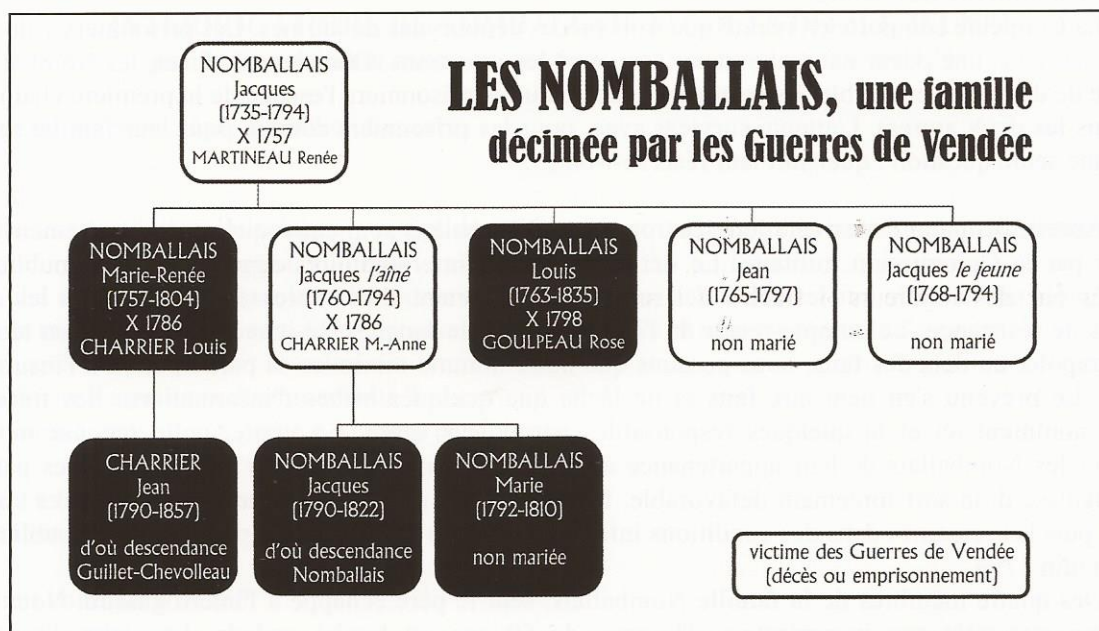 NOMBALLAIS
Jacques
(1735-1794)
X 1757
MARTINEAU Renée
LES NOMBALLAIS, une famille
décimée par les Guerres de Vendée
NOMBALLAIS
Marie-Renée
(1757-1804)
X 1786
CHARRIER Louis
NOMBALLAIS
Jacques l'aîné
(1760-1794)
X 1786
CHARRIER M.-Anne
NOMBALLAIS
Louis
(1763-1835)
X 1798
GOULPEAU Rose
NOMBALLAIS
Jean
(1765-1797)
non marié
NOMBALLAIS
Jacques le jeune
(1768-1794)
non marié
CHARRIER
Jean
(1790-1857)
d'où descendance
Guillet-Chevolleau
NOMBALLAIS
Jacques
(1790-1822)
d'où descendance
Nomballais
NOMBALLAIS
Marie
(1792-1810)
non mariée
victime des Guerres de Vendée
(décès ou emprisonnement)